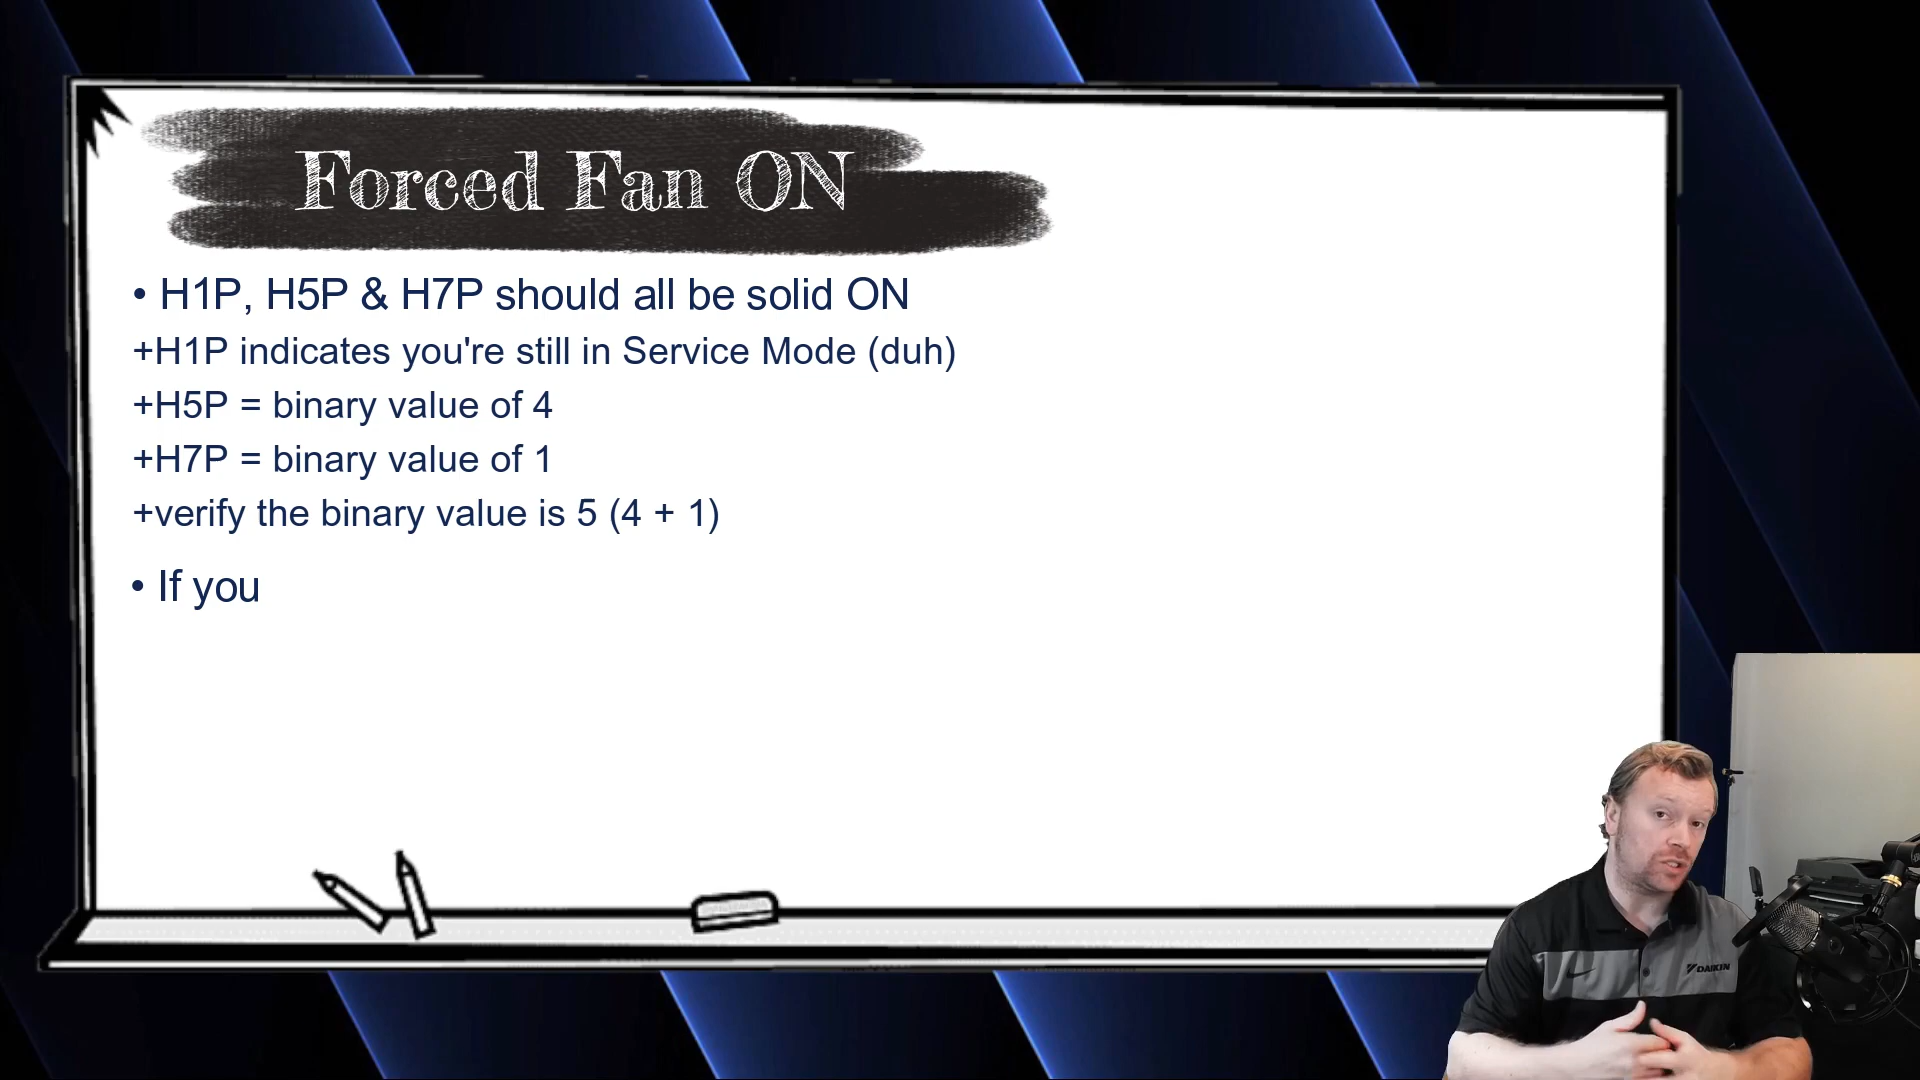 Forced Fan ON
• H1P, H5P & H7P should all be solid ON
+H1P indicates you're still in Service Mode (duh)
+H5P = binary value of 4
+H7P = binary value of 1
+verify the binary value is 5 (4 + 1)
• If you
DAIKIN